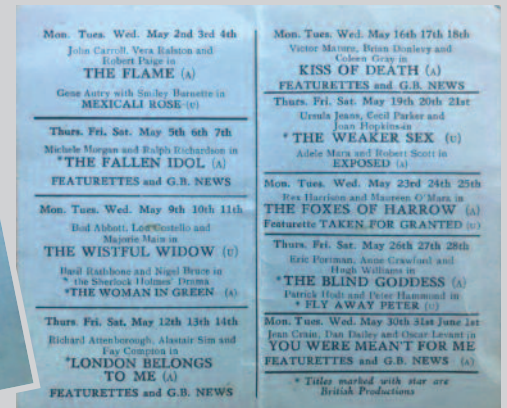 Mon. Tues. Wed. May 2nd 3rd 4th
John Carroll, Vera Ralston and
Robert Paige in
THE FLAME (A)
Gene Autry with Smiley Burnette in
MEXICALI ROSE (U)
Thurs. Fri. Sat. May 5th 6th 7th
Michele Morgan and Ralph Richardson in
*THE FALLEN IDOL (A)
FEATURETTES and G.B. NEWS
Mon. Tues. Wed. May 9th 10th 11th
Bud Abbott, Lou Costello and
Majorie Main in
THE WISTFUL WIDOW (U)
Basil Rathbone and Nigel Bruce in
* the Sherlock Holmes' Drama
*THE WOMAN IN GREEN (A)
Thurs. Fri. Sat. May 12th 13th 14th
Richard Attenborough, Alastair Sim and
Fay Compton in
*LONDON BELONGS
TO ME (A)
FEATURETTES and G.B. NEWS
Mon. Tues. Wed. May 16th 17th 18th
Victor Mature, Brian Donlevy and
Coleen Gray in
KISS OF DEATH (A)
FEATURETTES and G.B. NEWS
Thurs. Fri. Sat. May 19th 20th 21st
Ursula Jeans, Cecil Parker and
Joan Hopkins in
* THE WEAKER SEX (U)
Adele Mara and Robert Scott in
EXPOSED (A)
Mon. Tues. Wed. May 23rd 24th 25th
Rex Harrison and Maureen O'Mara in
THE FOXES OF HARROW (A)
Featurette TAKEN FOR GRANTED (U)
Thurs. Fri. Sat. May 26th 27th 28th
Eric Portman, Anne Crawford and
Hugh Williams in
*THE BLIND GODDESS (A)
Patrick Holt and Peter Hammond in
* FLY AWAY PETER (U)
Mon. Tues. Wed. May 30th 31st June 1st
Jean Crain, Dan Dailey and Oscar Levant in
YOU WERE MEANT FOR ME
FEATURETTES and G.B. NEWS (A)
* Titles marked with star are
British Productions